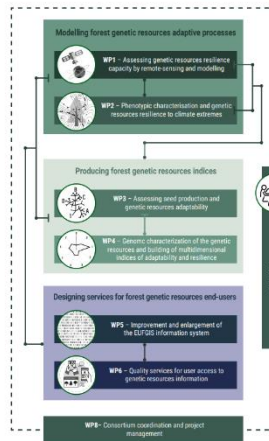 Modelling forest genetic resources adaptive processes
WP1 – Assessing genetic resources resilience
capacity by remote-sensing and modelling
WP2 – Phenotypic characterisation and genetic
resources resilience to climate extremes
Producing forest genetic resources indices
WP3 – Assessing seed production and
genetic resources adaptability
WP4 – Genomic characterization of the genetic
resources and building of multidimensional
indices of adaptability and resilience
Designing services for forest genetic resources end-users
WP5 – Improvement and enlargement of
the EUFGIS information system
WP6 – Quality services for user access to
genetic resources information
WP8– Consortium coordination and project
management